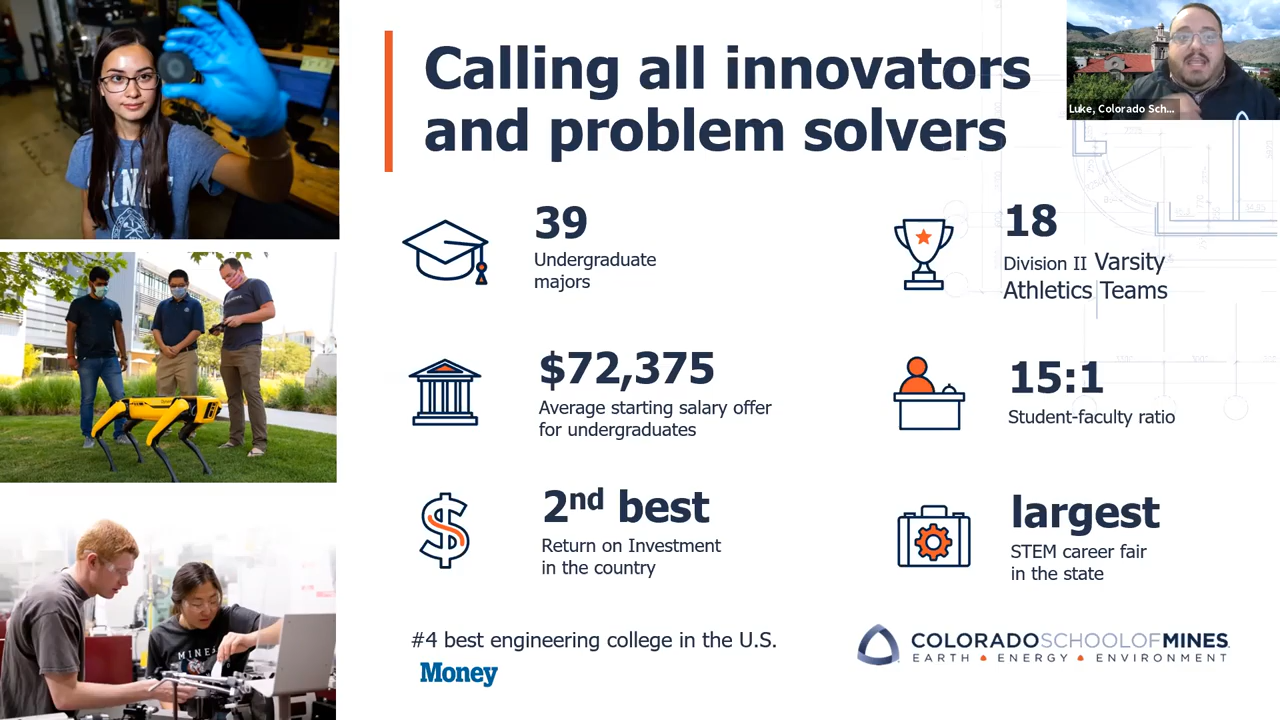 Calling all innovators
and problem solvers
Luke, Colorado Sch...
39
Undergraduate
majors
18
Division II Varsity
Athletics Teams
$72,375
Average starting salary offer
for undergraduates
15:1
Student-faculty ratio
2nd best
Return on Investment
in the country
largest
STEM career fair
in the state
#4 best engineering college in the U.S.
Money
COLORADOSCHOOLOFMINES
EARTH • ENERGY • ENVIRONMENT
MINES